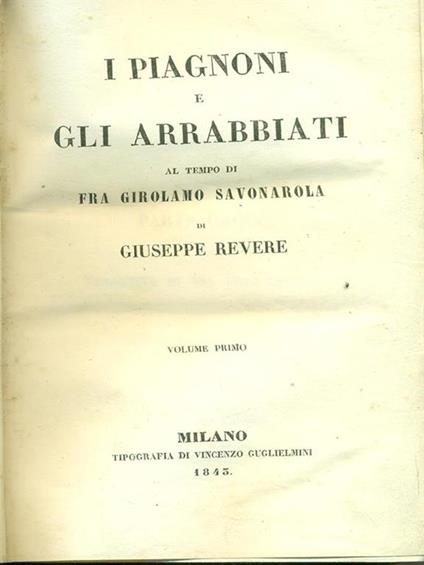 I PIAGNONI
E
GLI ARRABBIATI
AL TEMPO DI
FRA GIROLAMO SAVONAROLA
DI
GIUSEPPE REVERE
VOLUME PRIMO
MILANO
TIPOGRAFIA DI VINCENZO GUGLIELMINI
1843.